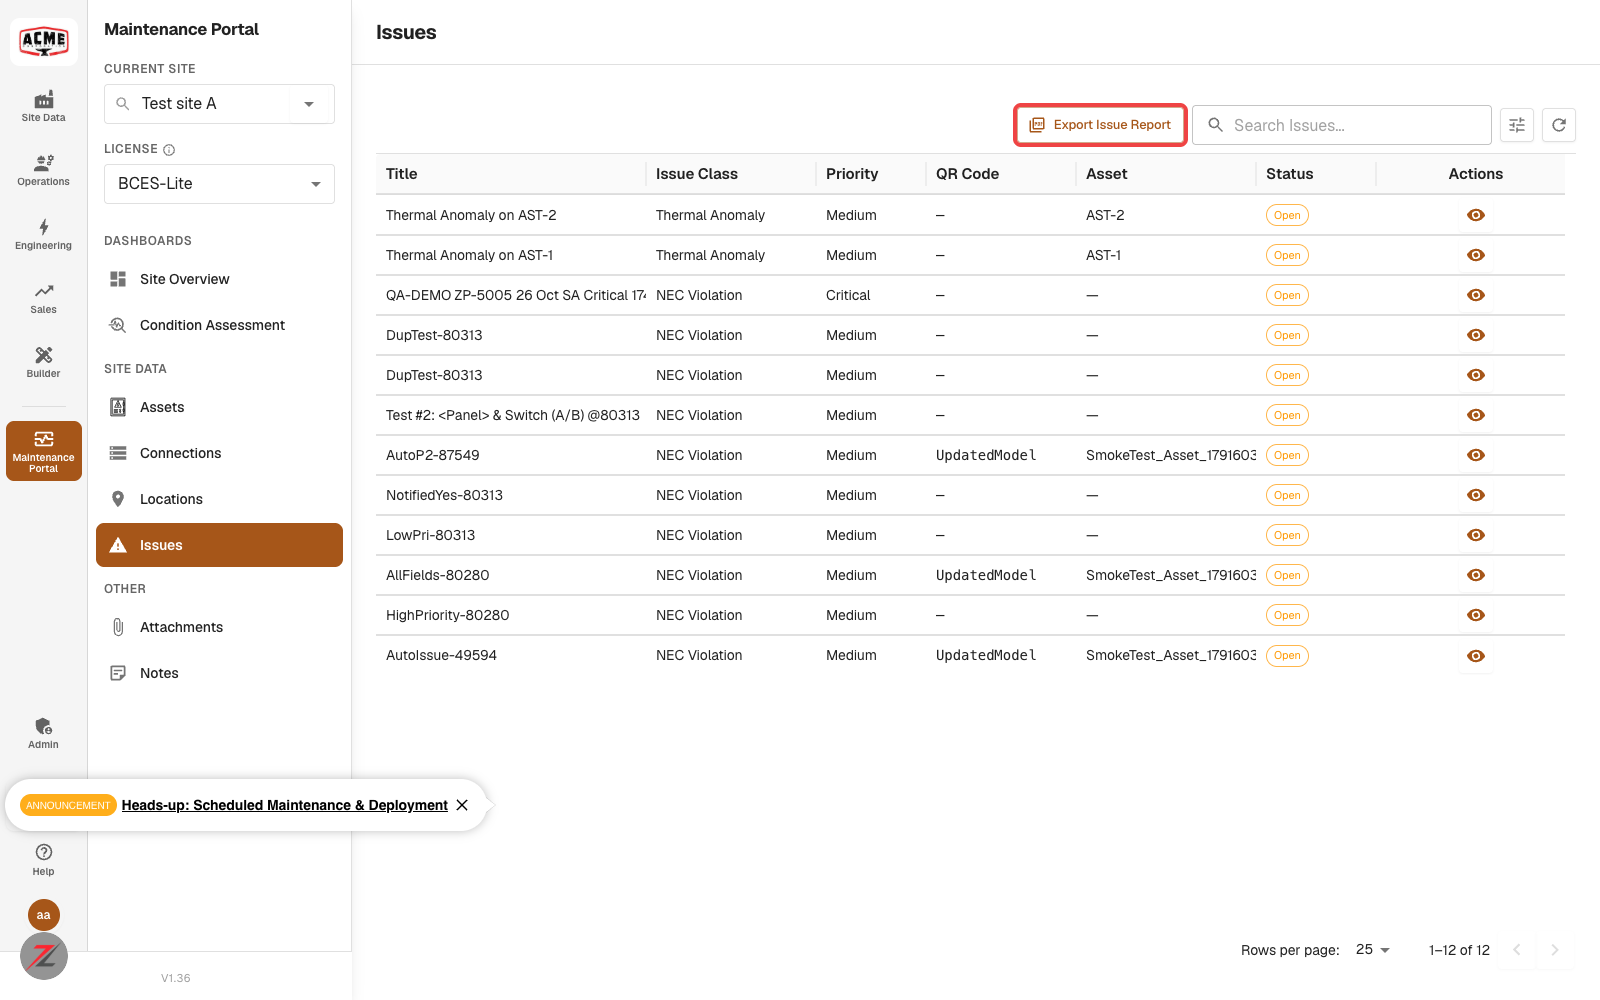 ACME
Site Data
Operations
Engineering
Sales
Builder
Maintenance
Portal
Admin
Help
aa
Maintenance Portal
CURRENT SITE
Test site A
LICENSE
BCES-Lite
DASHBOARDS
Site Overview
Condition Assessment
SITE DATA
Assets
Connections
Locations
Issues
OTHER
Attachments
Notes
ANNOUNCEMENT Heads-up: Scheduled Maintenance & Deployment
V1.36
Issues
Export Issue Report
Search Issues...
Title Issue Class Priority QR Code Asset Status Actions
Thermal Anomaly on AST-2 Thermal Anomaly Medium – AST-2 Open
Thermal Anomaly on AST-1 Thermal Anomaly Medium – AST-1 Open
QA-DEMO ZP-5005 26 Oct SA Critical 174 NEC Violation Critical – — Open
DupTest-80313 NEC Violation Medium – — Open
DupTest-80313 NEC Violation Medium – — Open
Test #2: <Panel> & Switch (A/B) @80313 NEC Violation Medium – — Open
AutoP2-87549 NEC Violation Medium UpdatedModel SmokeTest_Asset_1791603 Open
NotifiedYes-80313 NEC Violation Medium – — Open
LowPri-80313 NEC Violation Medium – — Open
AllFields-80280 NEC Violation Medium UpdatedModel SmokeTest_Asset_1791603 Open
HighPriority-80280 NEC Violation Medium – — Open
AutoIssue-49594 NEC Violation Medium UpdatedModel SmokeTest_Asset_1791603 Open
Rows per page: 25 1–12 of 12